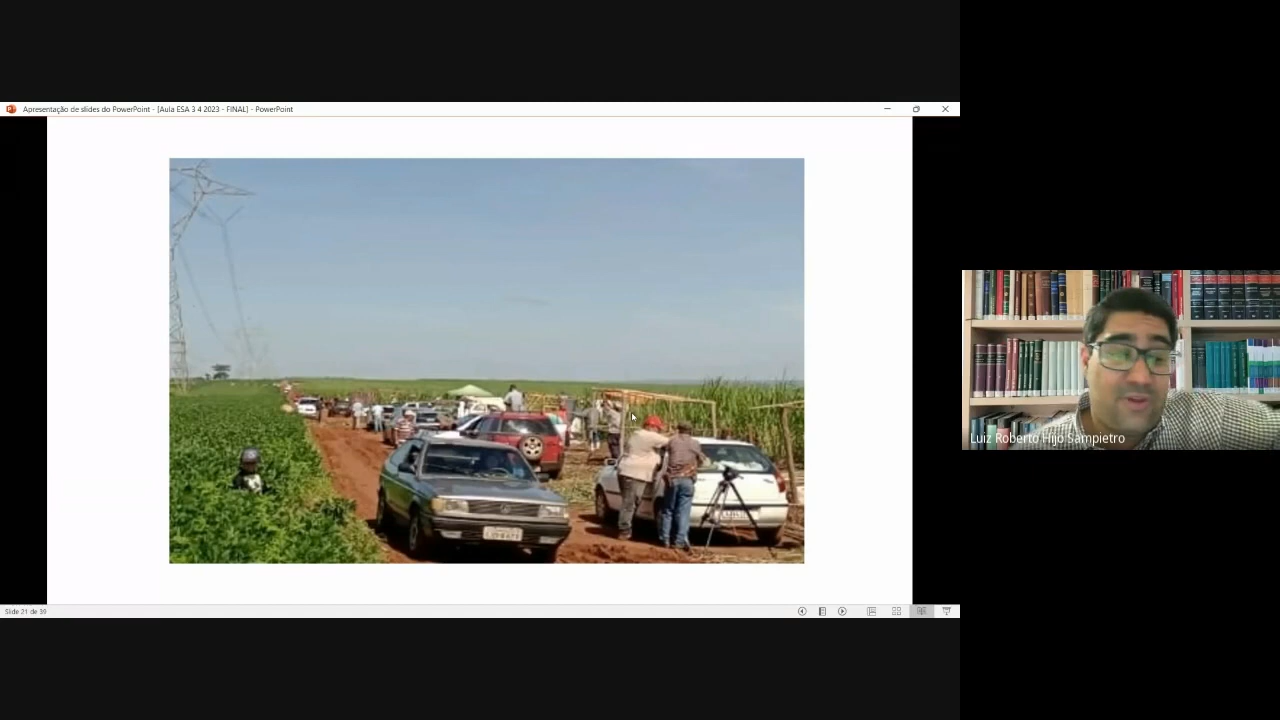 Apresentação de slides do PowerPoint - [Aula ESA 3 4 2023 - FINAL] - PowerPoint
Luiz Roberto Hijo Sampietro
Slide 21 de 39